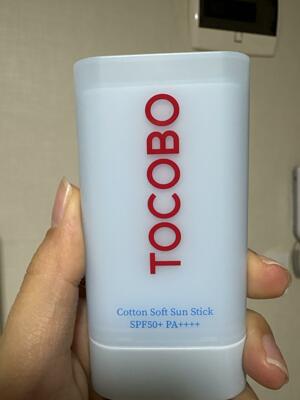 TOCOBO
Cotton Soft Sun Stick
SPF50+ PA++++